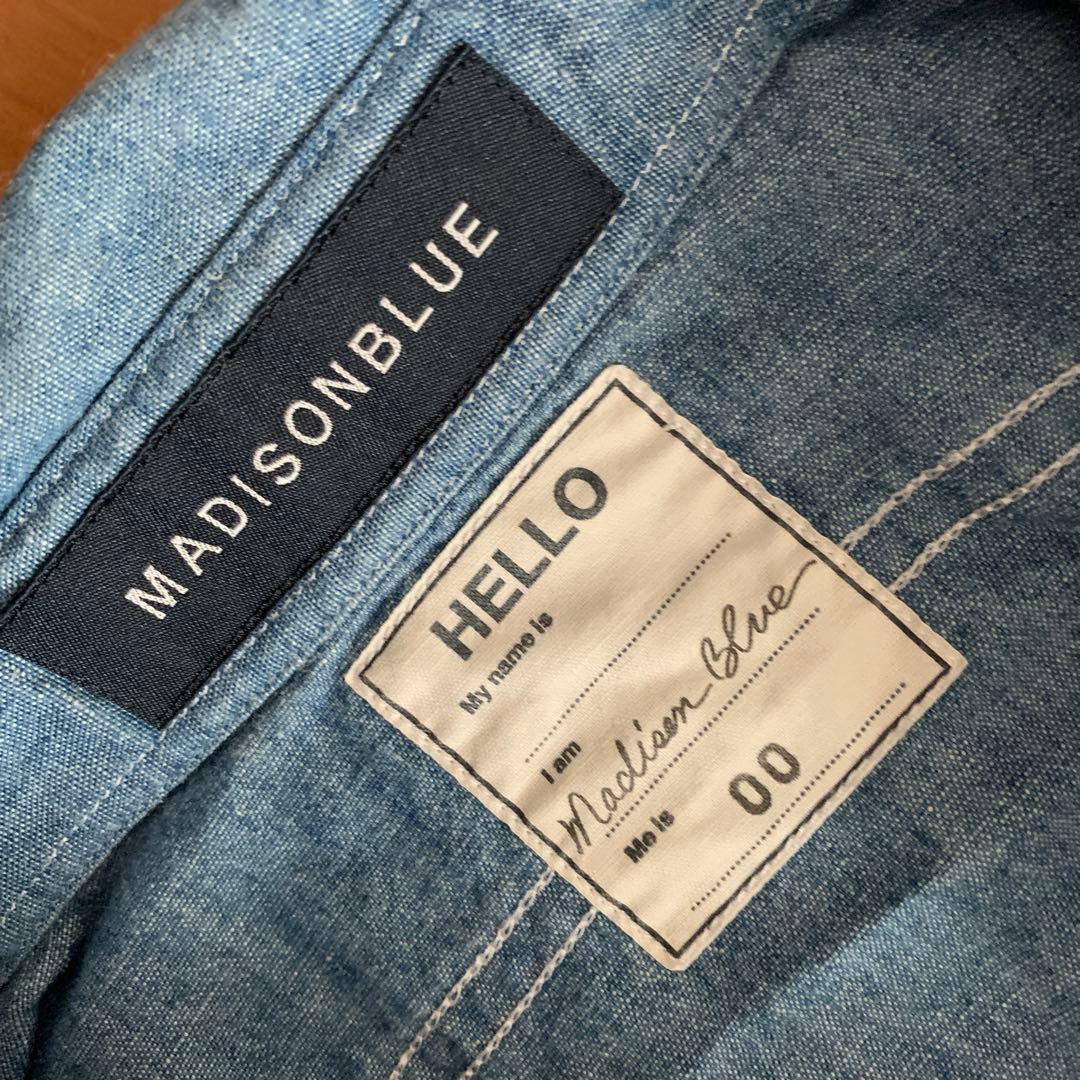 MADISONBLUE
HELLO
My name is
I am
Madison Blue
Me is 00